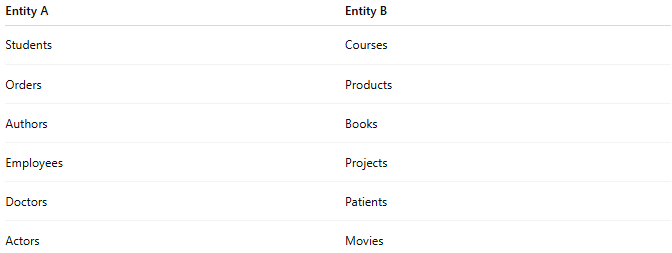 Entity A Entity B
Students Courses
Orders Products
Authors Books
Employees Projects
Doctors Patients
Actors Movies